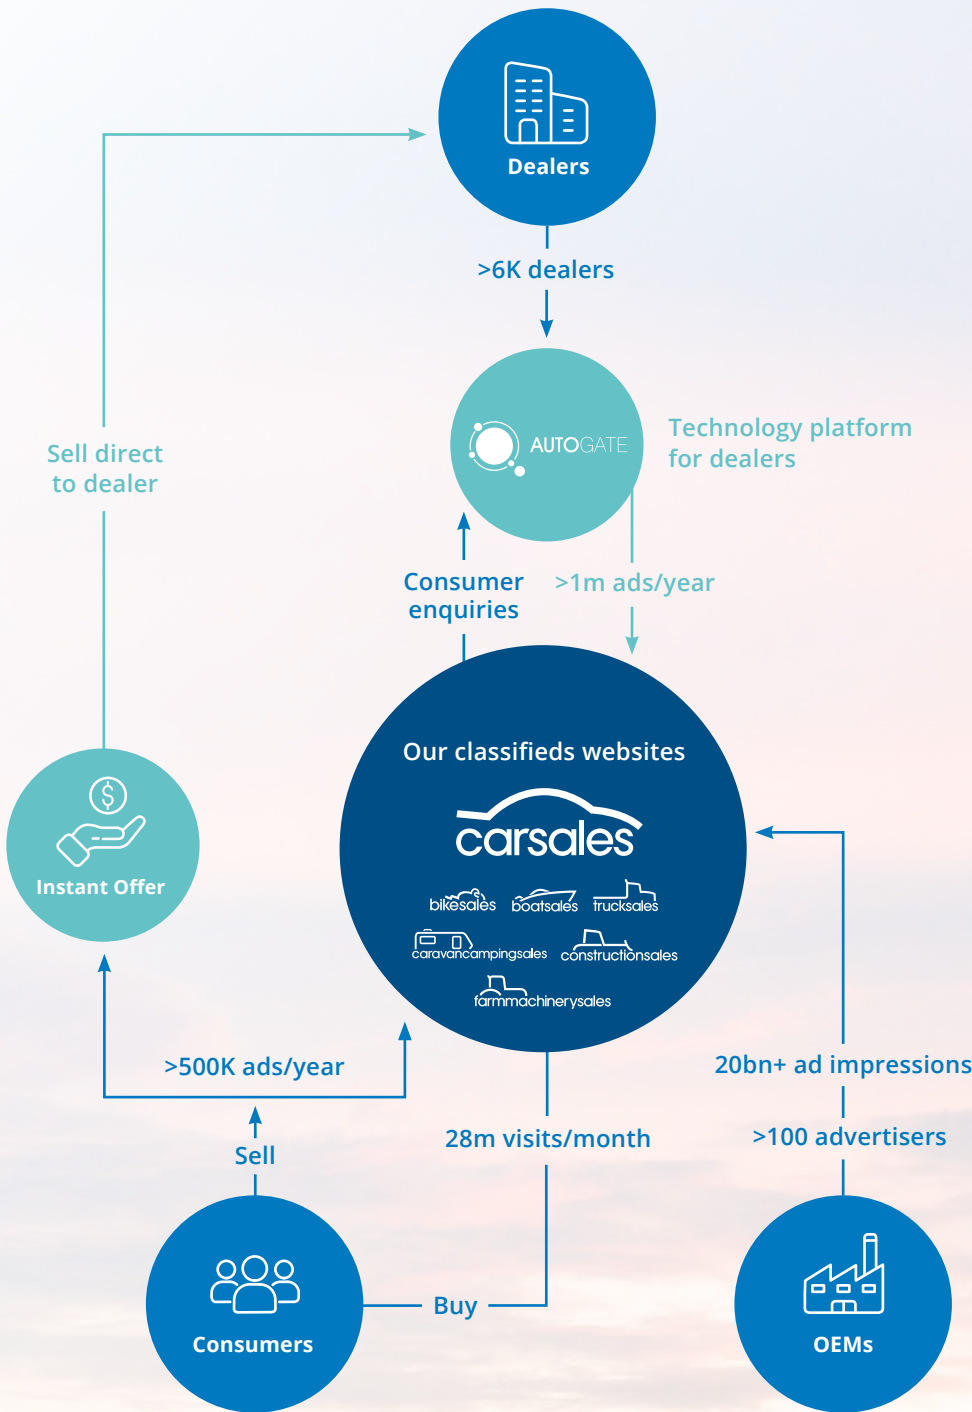 Dealers
>6K dealers
AUTOGATE
Technology platform
for dealers
Sell direct
to dealer
Consumer
enquiries
>1m ads/year
Our classifieds websites
carsales
bikesales
boatsales
trucksales
caravancampingsales
constructionsales
farmmachinerysales
$
Instant Offer
>500K ads/year
20bn+ ad impressions
28m visits/month
>100 advertisers
Sell
Buy
Consumers
OEMs